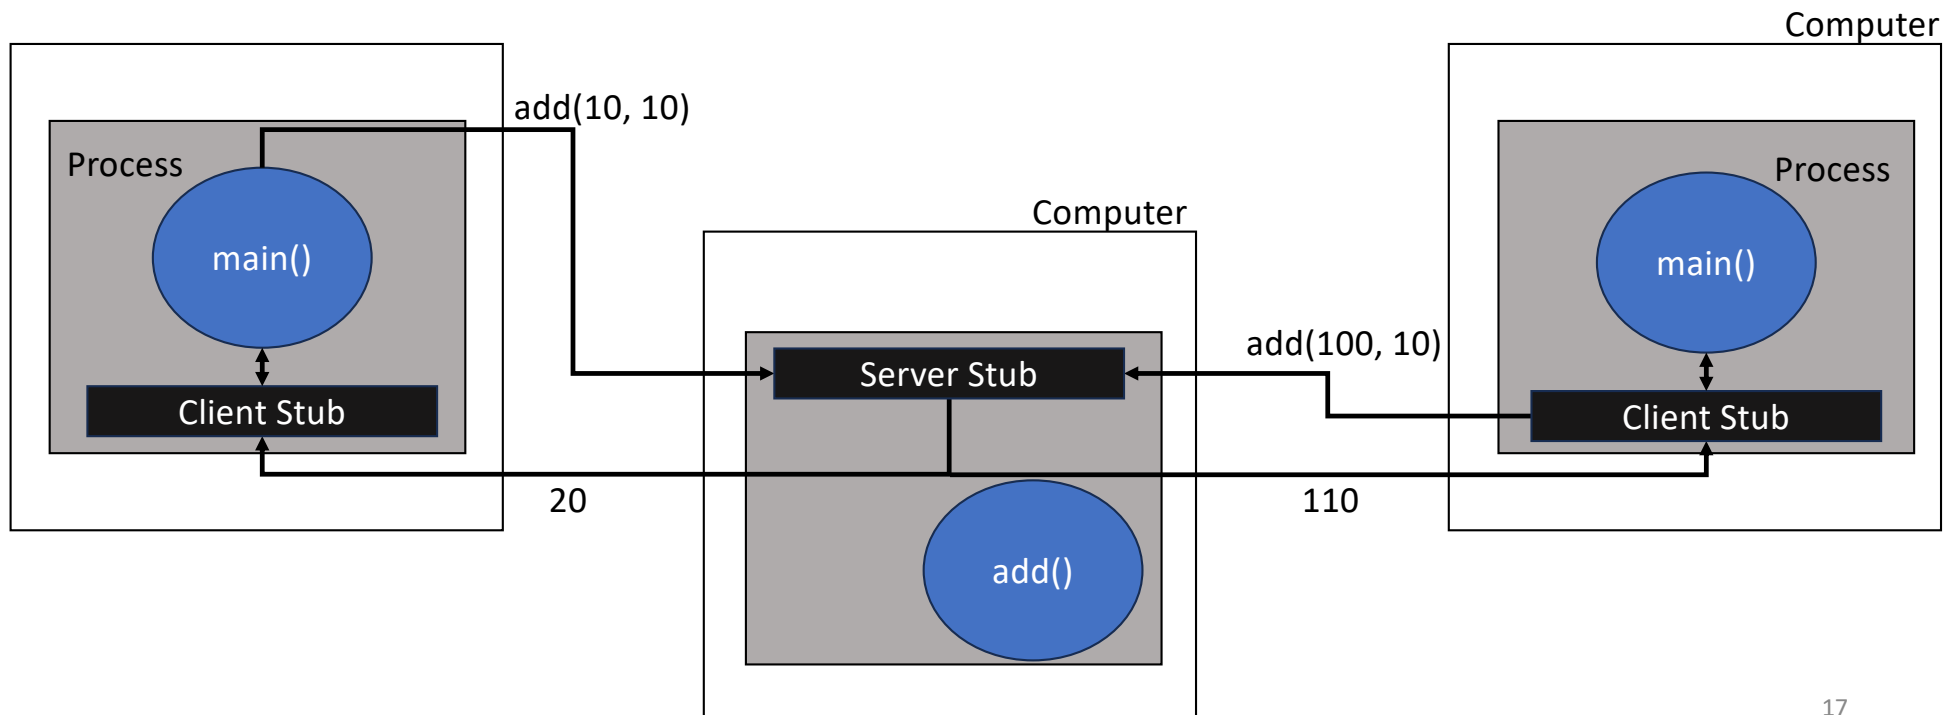 Computer
add(10, 10)
Process
Process
Computer
main()
main()
add(100, 10)
Server Stub
Client Stub
Client Stub
20
110
add()
17